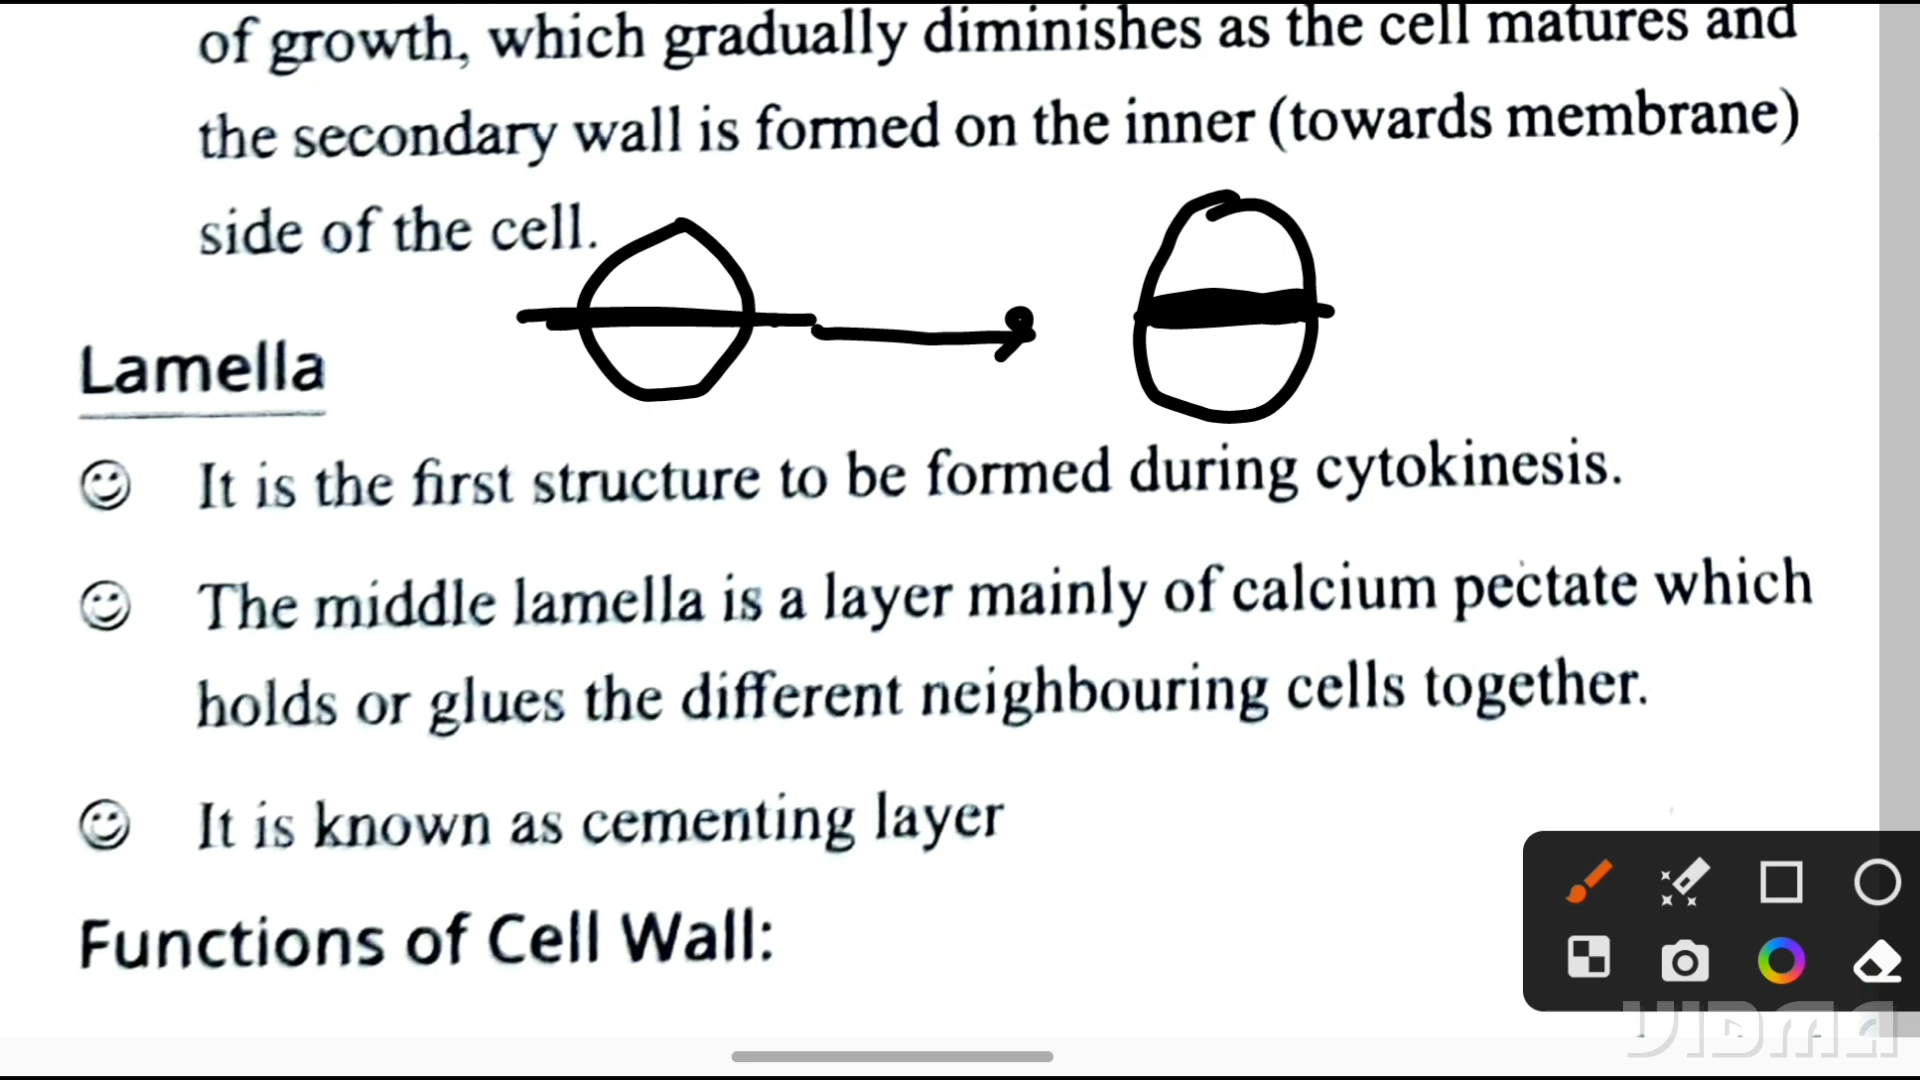 of growth, which gradually diminishes as the cell matures and
the secondary wall is formed on the inner (towards membrane)
side of the cell.
Lamella
It is the first structure to be formed during cytokinesis.
The middle lamella is a layer mainly of calcium pectate which
holds or glues the different neighbouring cells together.
It is known as cementing layer
Functions of Cell Wall:
VIDMA